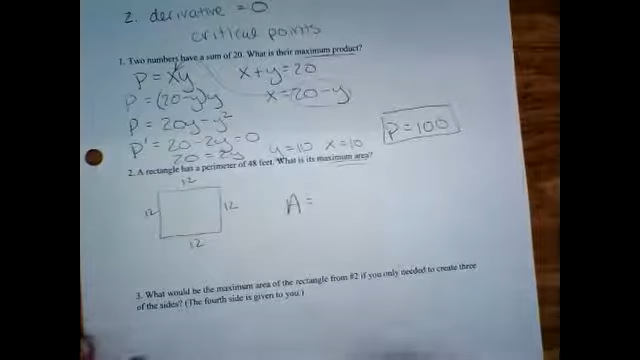 2. derivative = 0
critical points
1. Two numbers have a sum of 20. What is their maximum product?
P = xy x+y=20
P = (20-y)y x=20-y
P = 20y-y²
P' = 20-2y=0 y=10 x=10 P=100
20 = 2y
2. A rectangle has a perimeter of 48 feet. What is its maximum area?
12
12 12 A =
12
3. What would be the maximum area of the rectangle from #2 if you only needed to create three
of the sides? (The fourth side is given to you.)